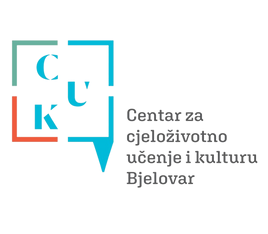 C
U
K
Centar za
cjeloživotno
učenje i kulturu
Bjelovar